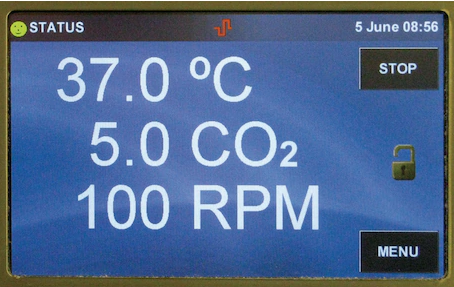 STATUS 5 June 08:56
37.0 ºC
STOP
5.0 CO₂
100 RPM
MENU